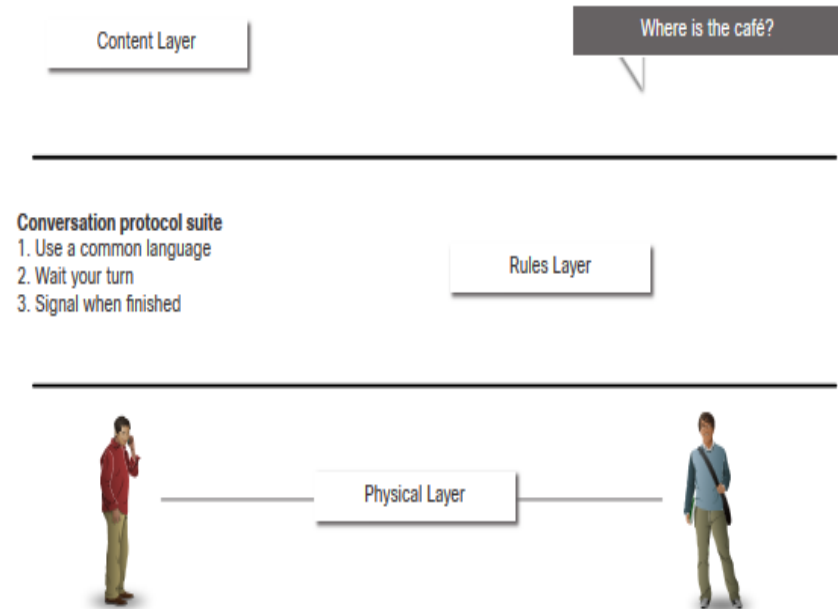 Content Layer
Where is the café?
Conversation protocol suite
1. Use a common language
2. Wait your turn
3. Signal when finished
Rules Layer
Physical Layer